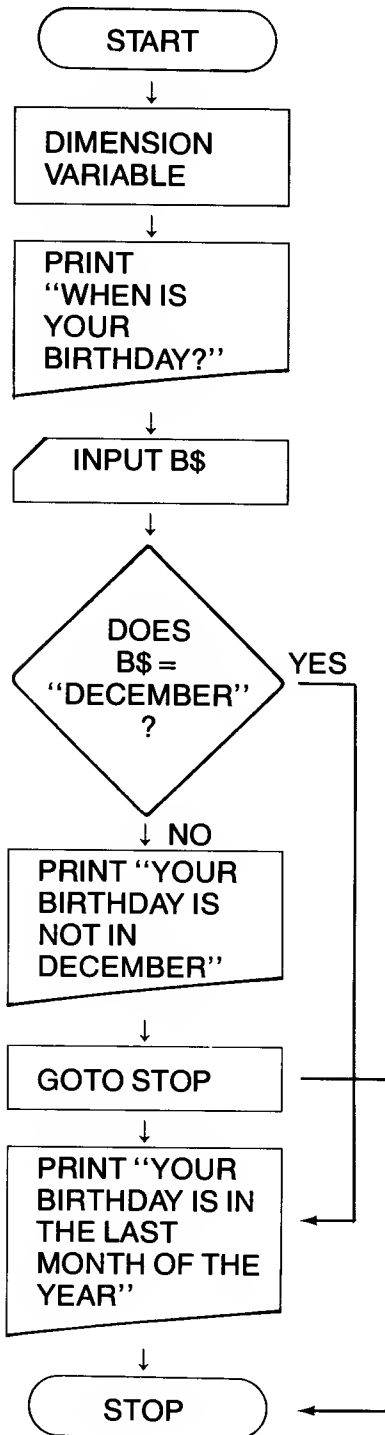 START
DIMENSION
VARIABLE
PRINT
‘‘WHEN IS
YOUR
BIRTHDAY?’’
INPUT B$
DOES
B$ =
‘‘DECEMBER’’
?
YES
NO
PRINT ‘‘YOUR
BIRTHDAY IS
NOT IN
DECEMBER’’
GOTO STOP
PRINT ‘‘YOUR
BIRTHDAY IS IN
THE LAST
MONTH OF THE
YEAR’’
STOP